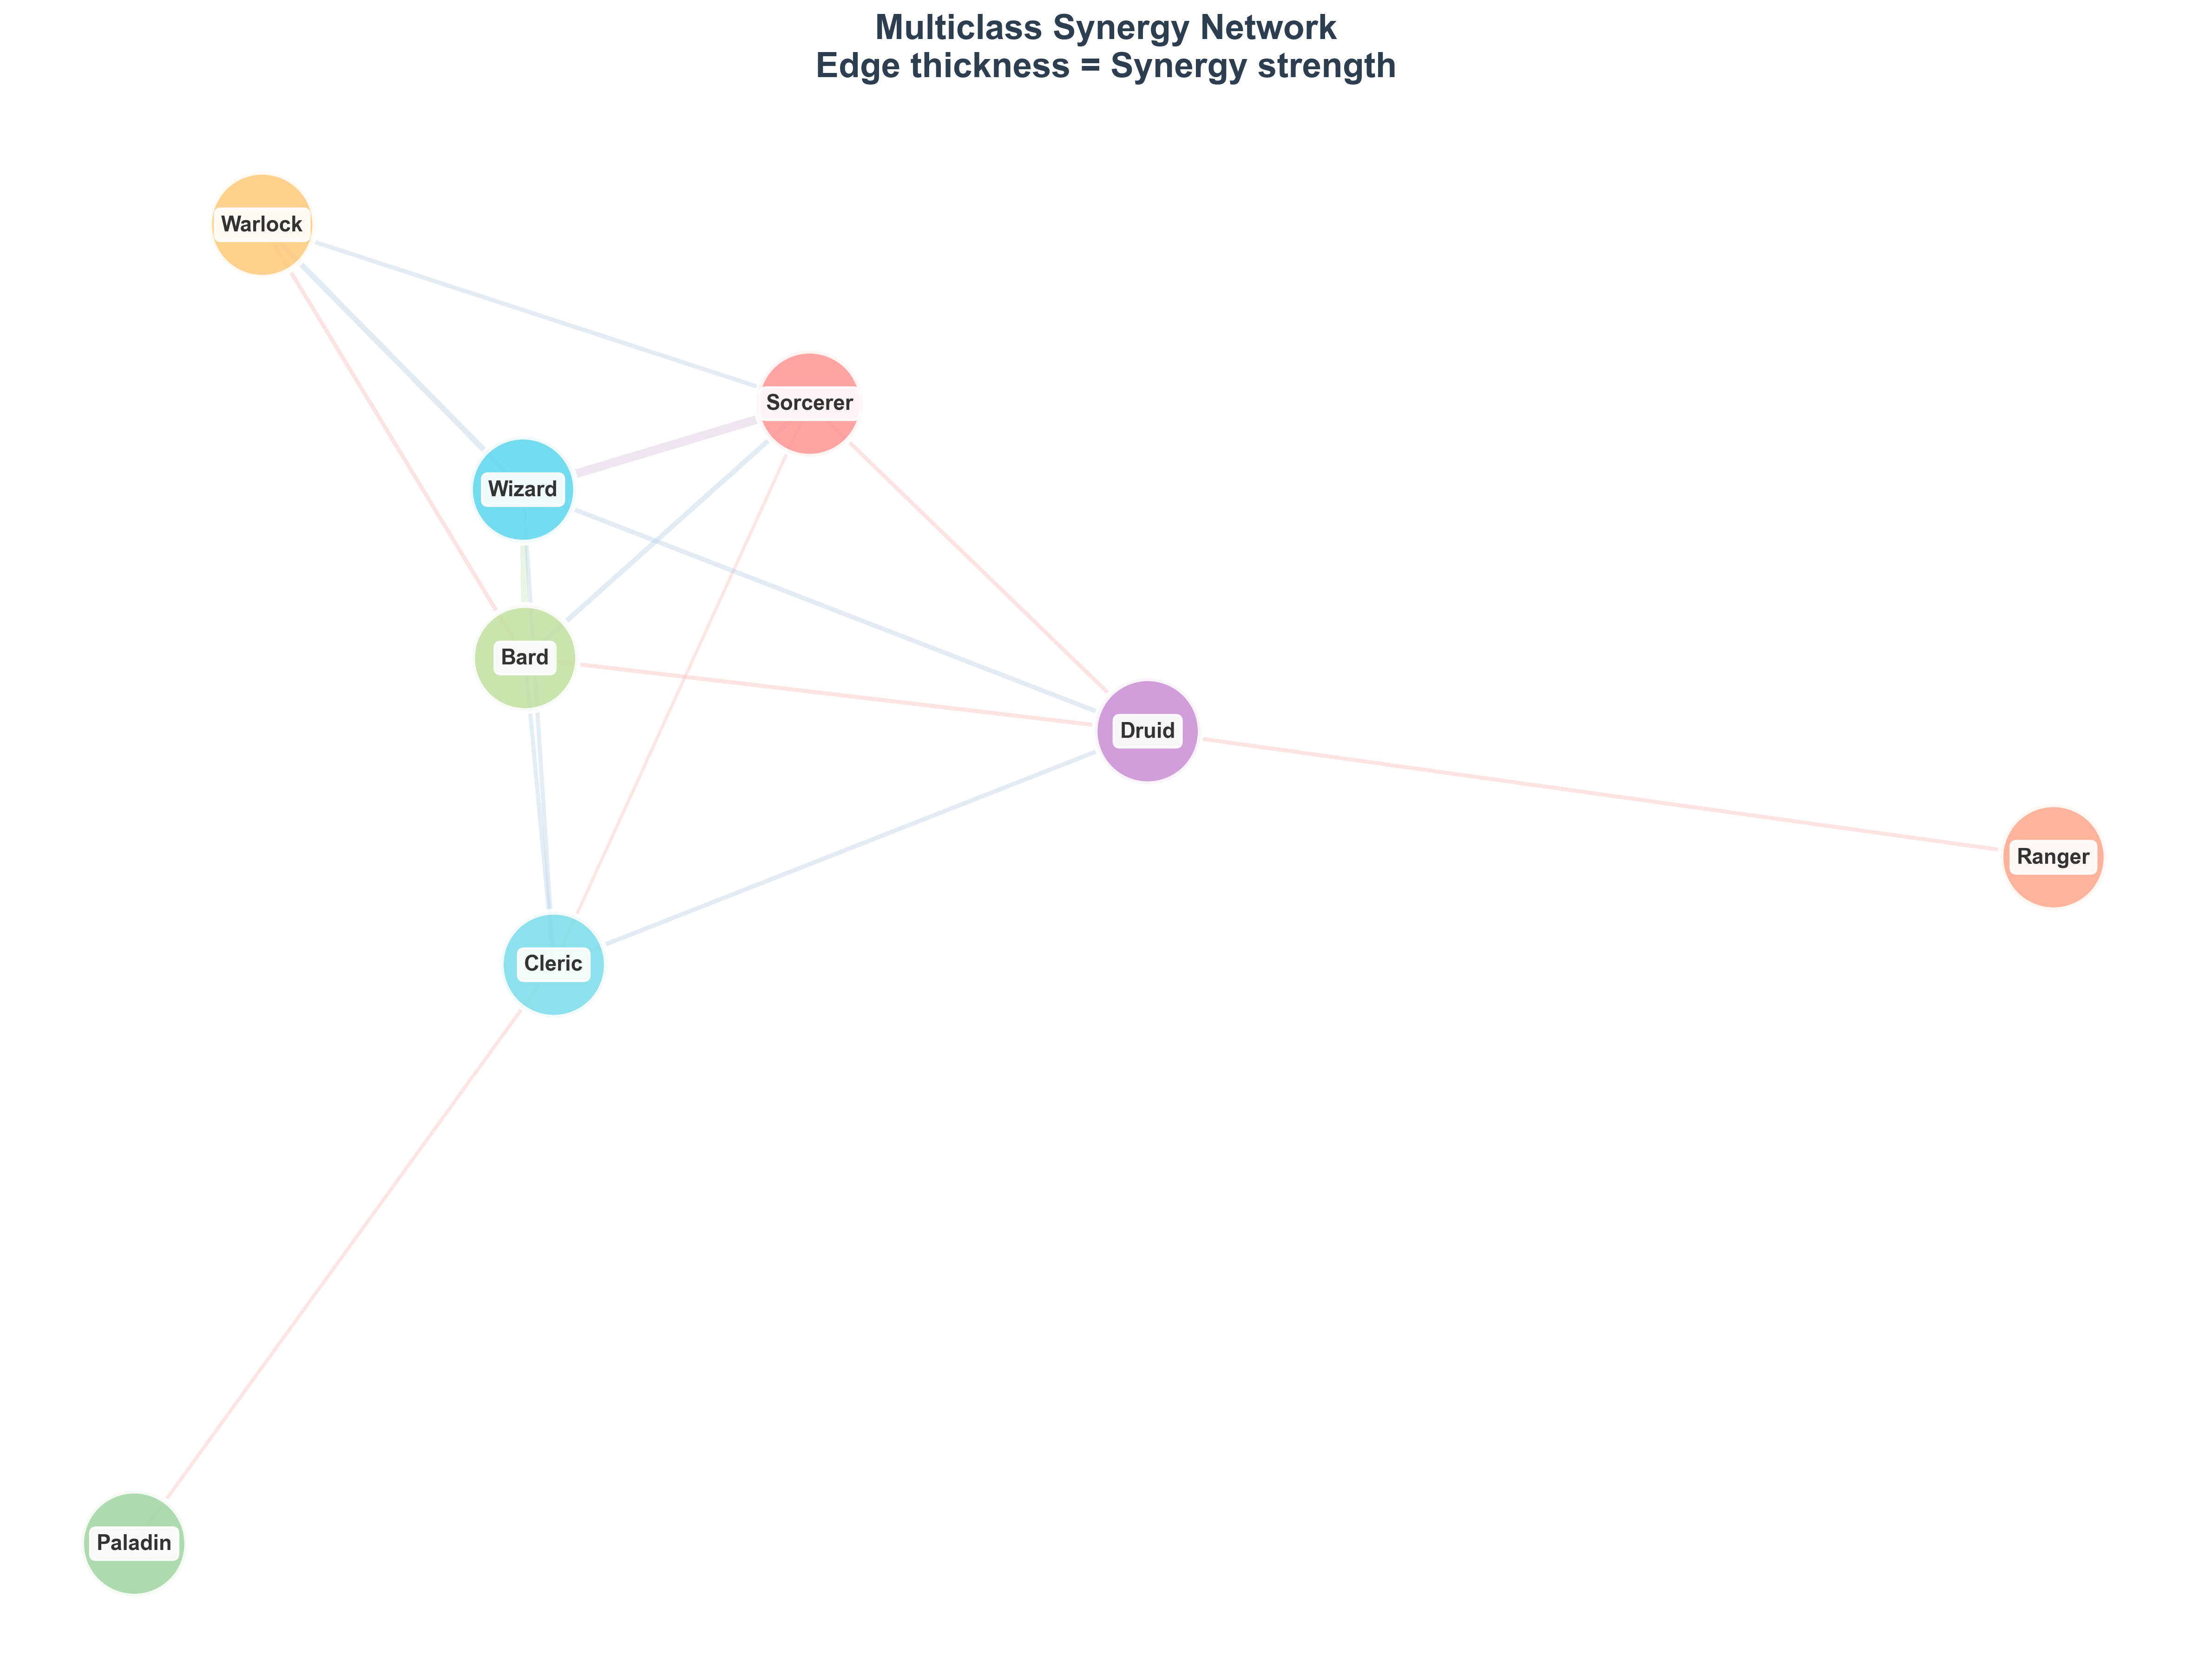 Multiclass Synergy Network
Edge thickness = Synergy strength
Warlock
Sorcerer
Wizard
Bard
Druid
Ranger
Cleric
Paladin